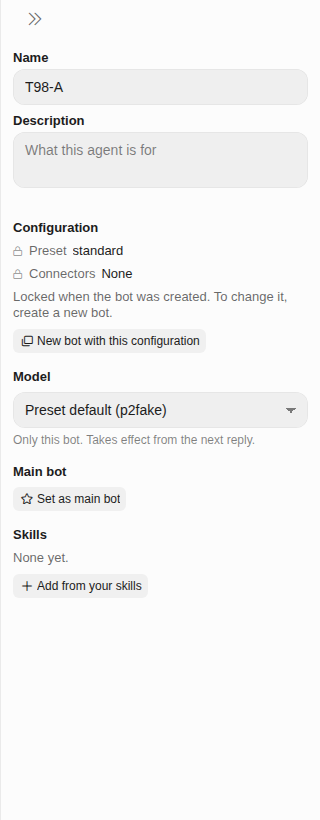 Name
T98-A
Description
What this agent is for
Configuration
Preset standard
Connectors None
Locked when the bot was created. To change it,
create a new bot.
New bot with this configuration
Model
Preset default (p2fake)
Only this bot. Takes effect from the next reply.
Main bot
Set as main bot
Skills
None yet.
Add from your skills